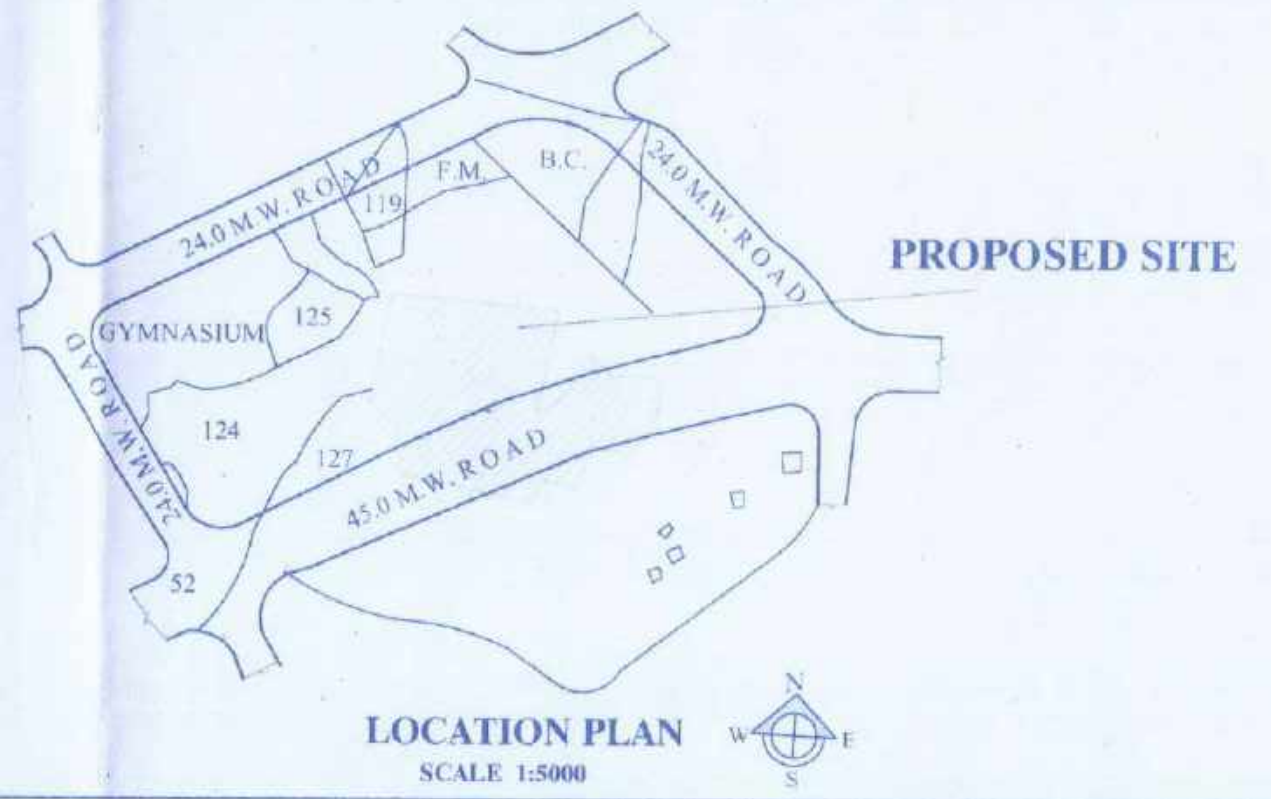 B.C.
24.0 M.W. ROAD
F.M.
24.0 M.W. ROAD
119
PROPOSED SITE
125
GYMNASIUM
24.0 M.W. ROAD
124
127
45.0 M.W. ROAD
52
N
LOCATION PLAN
W
E
SCALE 1:5000
S